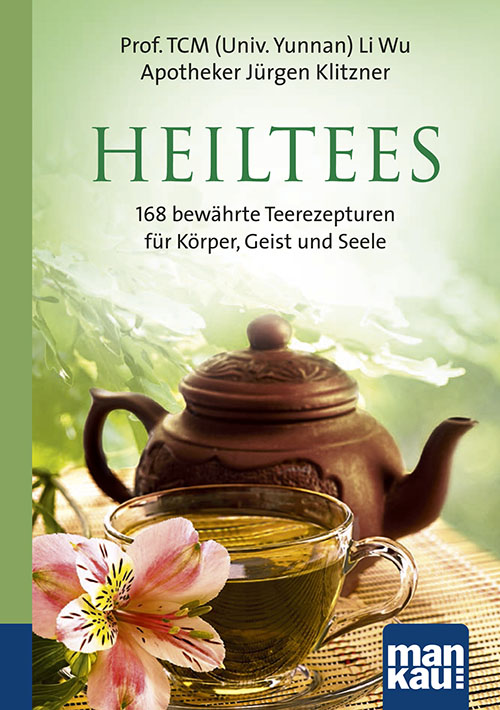 Prof. TCM (Univ. Yunnan) Li Wu
Apotheker Jürgen Klitzner
HEILTEES
168 bewährte Teerezepturen
für Körper, Geist und Seele
man
kau